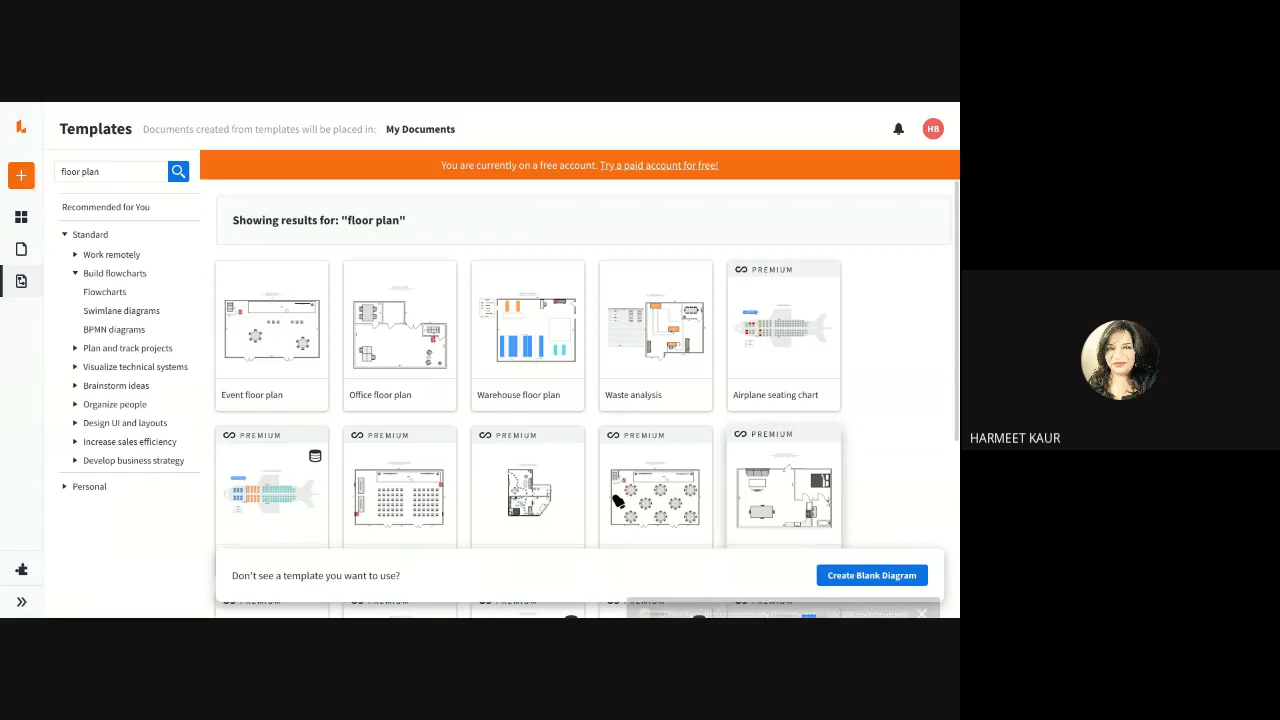 Templates
Documents created from templates will be placed in: My Documents
HB
floor plan
You are currently on a free account. Try a paid account for free!
Recommended for You
Showing results for: "floor plan"
Standard
Work remotely
Build flowcharts
Flowcharts
Swimlane diagrams
BPMN diagrams
Plan and track projects
Visualize technical systems
Brainstorm ideas
Organize people
Design UI and layouts
Increase sales efficiency
Develop business strategy
Personal
PREMIUM
Event floor plan
Office floor plan
Warehouse floor plan
Waste analysis
Airplane seating chart
PREMIUM
PREMIUM
PREMIUM
PREMIUM
PREMIUM
Don't see a template you want to use?
Create Blank Diagram
PREMIUM
PREMIUM
PREMIUM
PREMIUM
PREMIUM
HARMEET KAUR